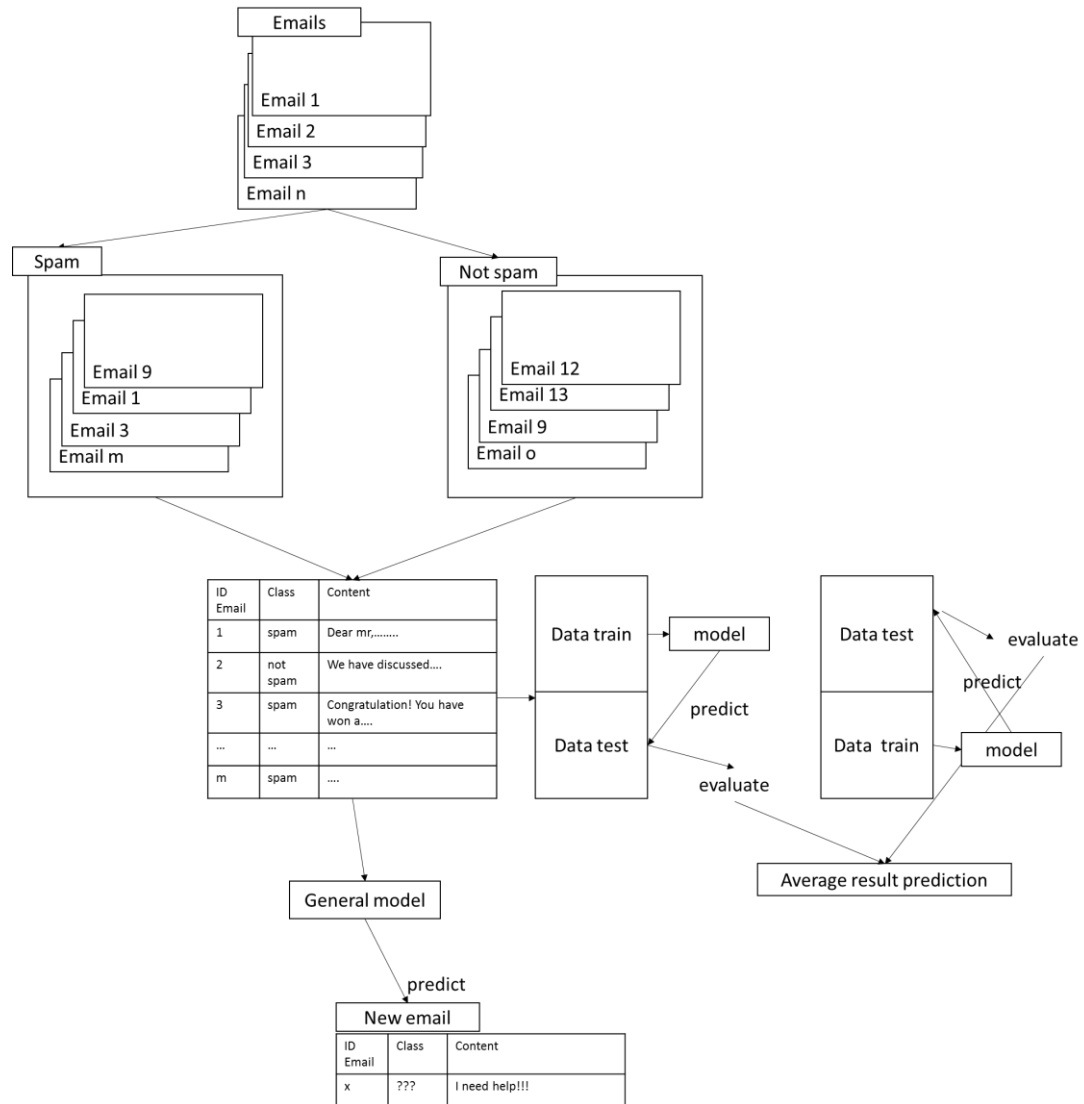 Emails
Email 1
Email 2
Email 3
Email n
Spam
Email 9
Email 1
Email 3
Email m
Not spam
Email 12
Email 13
Email 9
Email o
ID Email Class Content
1 spam Dear mr,........
2 not spam We have discussed....
3 spam Congratulation! You have
won a....
... ... ...
m spam ....
Data train
model
predict
Data test
evaluate
Data test
evaluate
predict
Data train
model
Average result prediction
General model
predict
New email
ID Email Class Content
x ??? I need help!!!